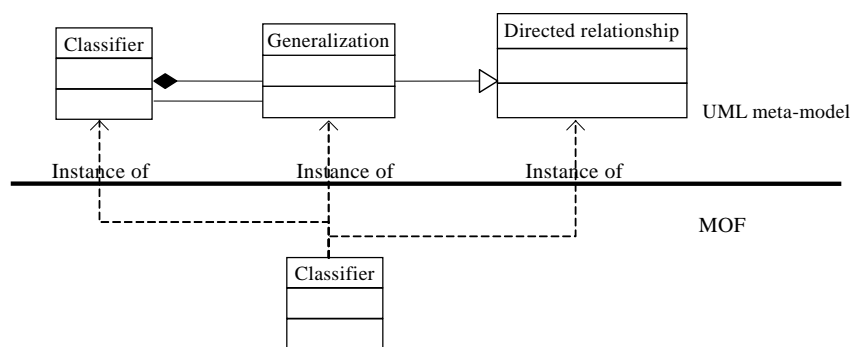 Classifier
Generalization
Directed relationship
UML meta-model
Instance of
Instance of
Instance of
MOF
Classifier